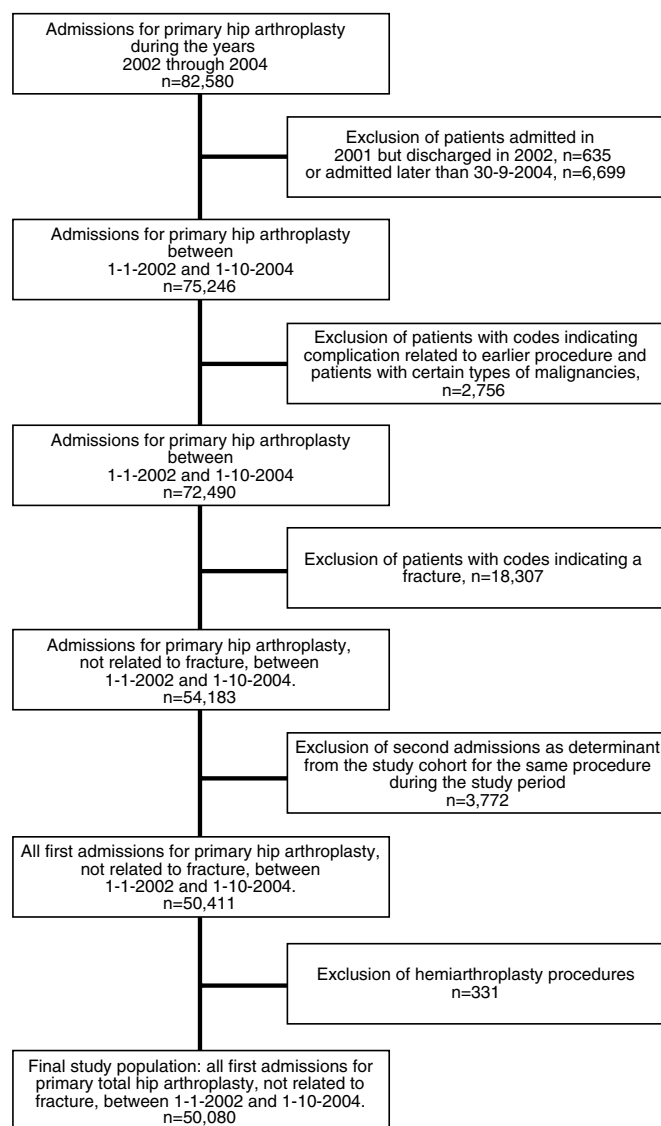 Admissions for primary hip arthroplasty
during the years
2002 through 2004
n=82,580
Exclusion of patients admitted in
2001 but discharged in 2002, n=635
or admitted later than 30-9-2004, n=6,699
Admissions for primary hip arthroplasty
between
1-1-2002 and 1-10-2004
n=75,246
Exclusion of patients with codes indicating
complication related to earlier procedure and
patients with certain types of malignancies,
n=2,756
Admissions for primary hip arthroplasty
between
1-1-2002 and 1-10-2004
n=72,490
Exclusion of patients with codes indicating a
fracture, n=18,307
Admissions for primary hip arthroplasty,
not related to fracture, between
1-1-2002 and 1-10-2004.
n=54,183
Exclusion of second admissions as determinant
from the study cohort for the same procedure
during the study period
n=3,772
All first admissions for primary hip arthroplasty,
not related to fracture, between
1-1-2002 and 1-10-2004.
n=50,411
Exclusion of hemiarthroplasty procedures
n=331
Final study population: all first admissions for
primary total hip arthroplasty, not related to
fracture, between 1-1-2002 and 1-10-2004.
n=50,080